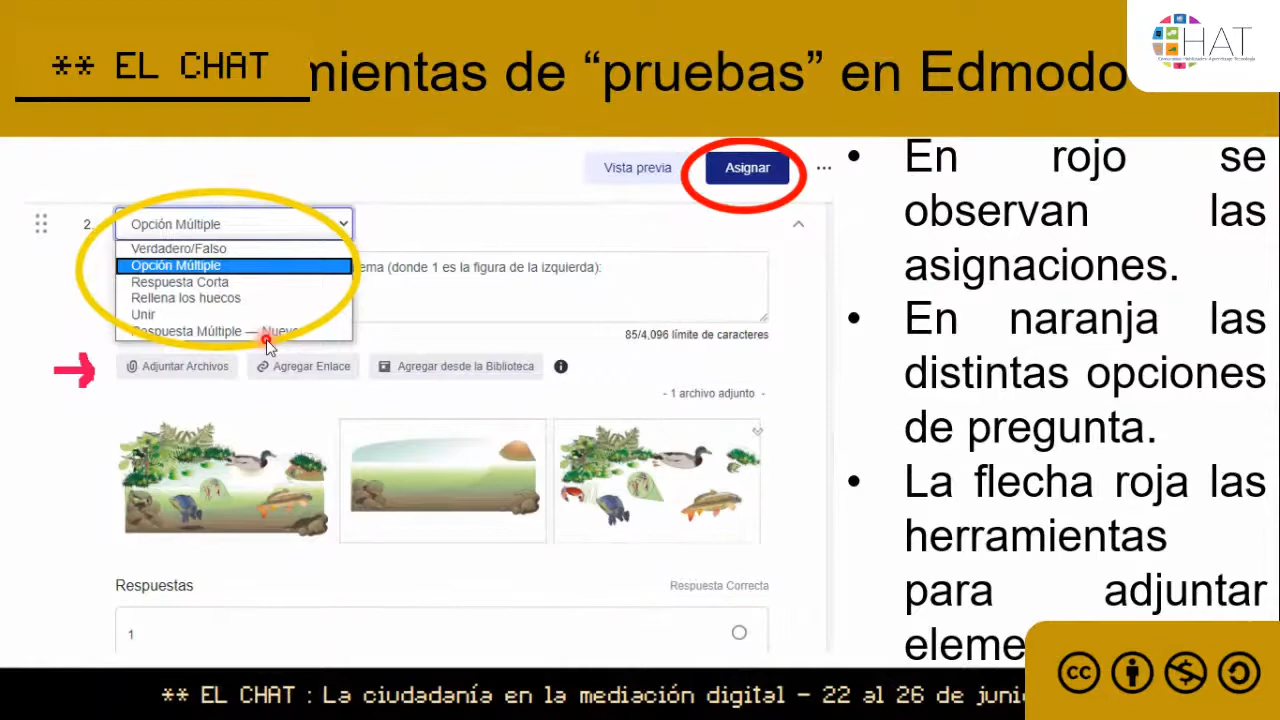 ** EL CHAT
mientas de “pruebas” en Edmodo
CHAT
Vista previa
Asignar
...
2.
Opción Múltiple
Verdadero/Falso
Opción Múltiple
Respuesta Corta
Rellena los huecos
Unir
Respuesta Múltiple — Nuevo
ema (donde 1 es la figura de la izquierda):
85/4,096 límite de caracteres
Adjuntar Archivos
Agregar Enlace
Agregar desde la Biblioteca
- 1 archivo adjunto -
Respuestas
Respuesta Correcta
1
• En rojo se
observan las
asignaciones.
• En naranja las
distintas opciones
de pregunta.
• La flecha roja las
herramientas
para adjuntar
eleme
cc
** EL CHAT : La ciudadanía en la mediación digital – 22 al 26 de juni